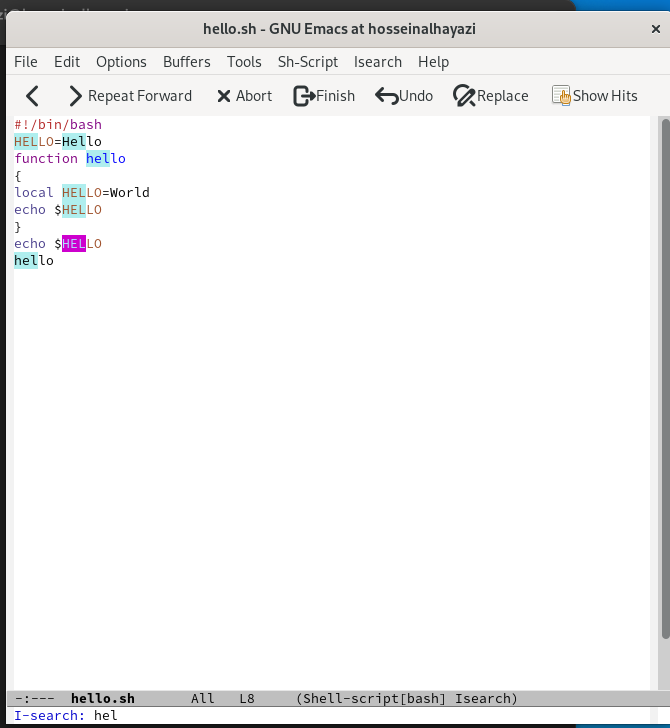 hello.sh - GNU Emacs at hosseinalhayazi
File Edit Options Buffers Tools Sh-Script Isearch Help
Repeat Forward Abort Finish Undo Replace Show Hits
#!/bin/bash
HELLO=Hello
function hello
{
local HELLO=World
echo $HELLO
}
echo $HELLO
hello
-:--- hello.sh All L8 (Shell-script[bash] Isearch)
I-search: hel